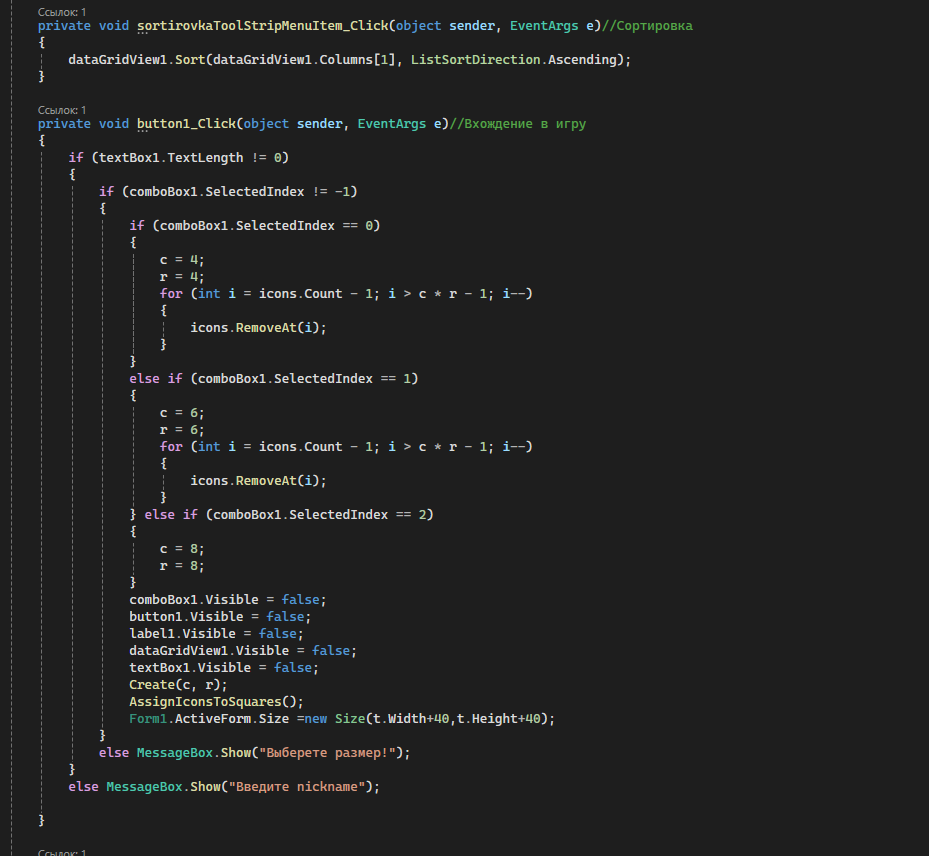 Ссылок: 1
private void sortirovkaToolStripMenuItem_Click(object sender, EventArgs e)//Сортировка
{
dataGridView1.Sort(dataGridView1.Columns[1], ListSortDirection.Ascending);
}
Ссылок: 1
private void button1_Click(object sender, EventArgs e)//Вхождение в игру
{
if (textBox1.TextLength != 0)
{
if (comboBox1.SelectedIndex != -1)
{
if (comboBox1.SelectedIndex == 0)
{
c = 4;
r = 4;
for (int i = icons.Count - 1; i > c * r - 1; i--)
{
icons.RemoveAt(i);
}
}
else if (comboBox1.SelectedIndex == 1)
{
c = 6;
r = 6;
for (int i = icons.Count - 1; i > c * r - 1; i--)
{
icons.RemoveAt(i);
}
} else if (comboBox1.SelectedIndex == 2)
{
c = 8;
r = 8;
}
comboBox1.Visible = false;
button1.Visible = false;
label1.Visible = false;
dataGridView1.Visible = false;
textBox1.Visible = false;
Create(c, r);
AssignIconsToSquares();
Form1.ActiveForm.Size =new Size(t.Width+40,t.Height+40);
}
else MessageBox.Show("Выберете размер!");
}
else MessageBox.Show("Введите nickname");
}
Ссылок: 1